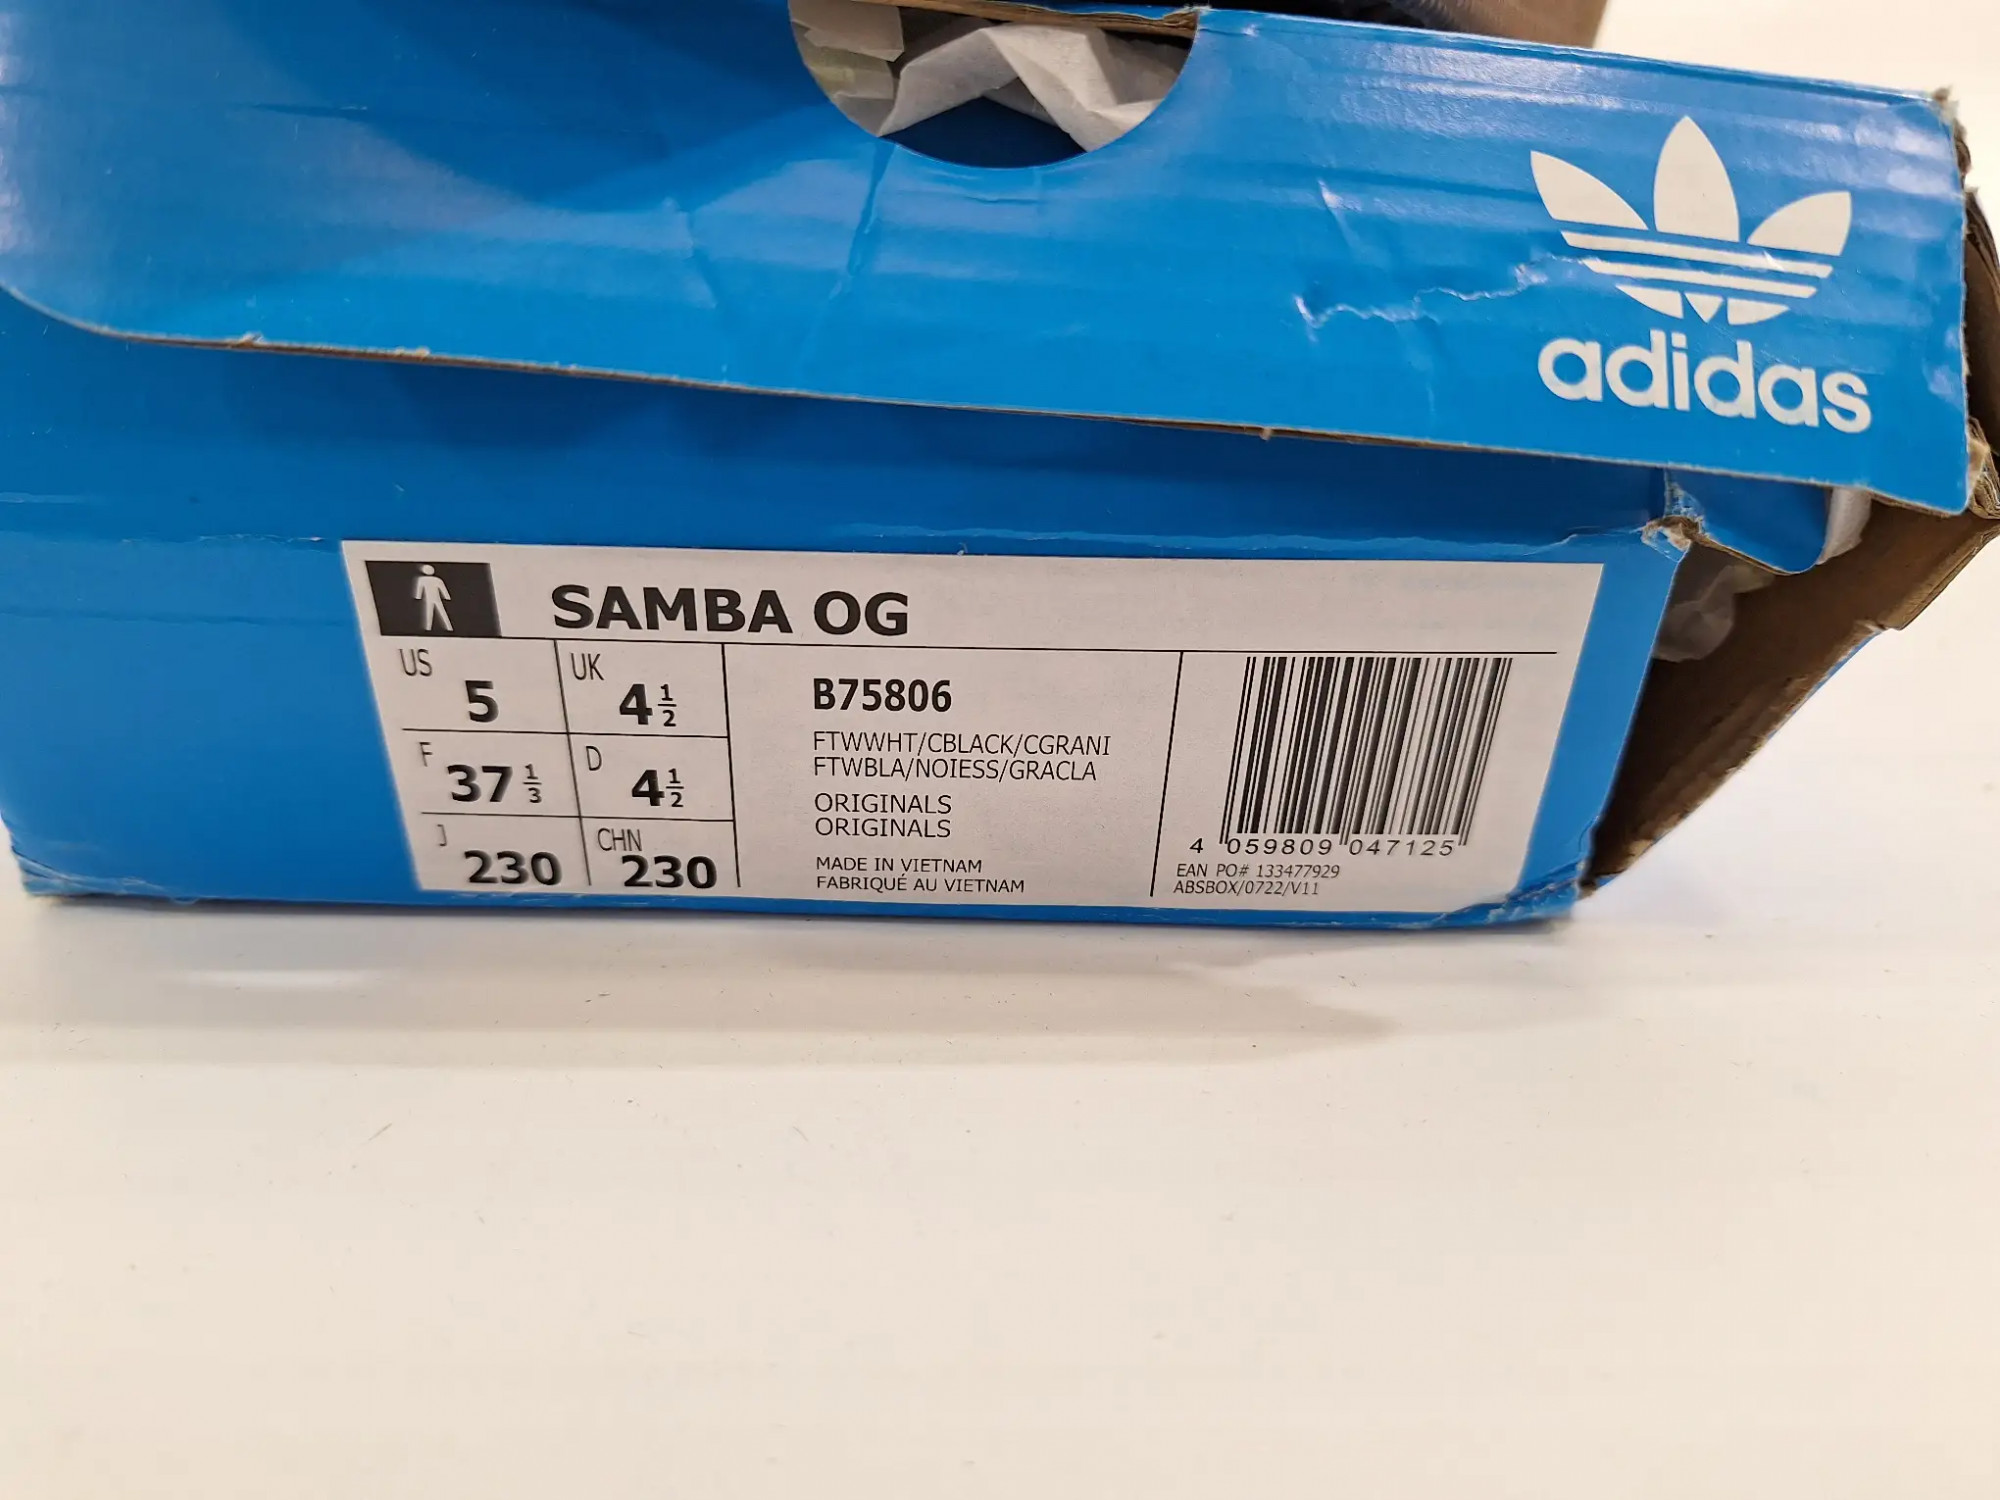 adidas
SAMBA OG
US 5
UK 4 1/2
F 37 1/3
D 4 1/2
J 230
CHN 230
B75806
FTWWHT/CBLACK/CGRANI
FTWBLA/NOIESS/GRACLA
ORIGINALS
ORIGINALS
MADE IN VIETNAM
FABRIQUÉ AU VIETNAM
4 059809 047125
EAN PO# 133477929
ABSBOX/0722/V11